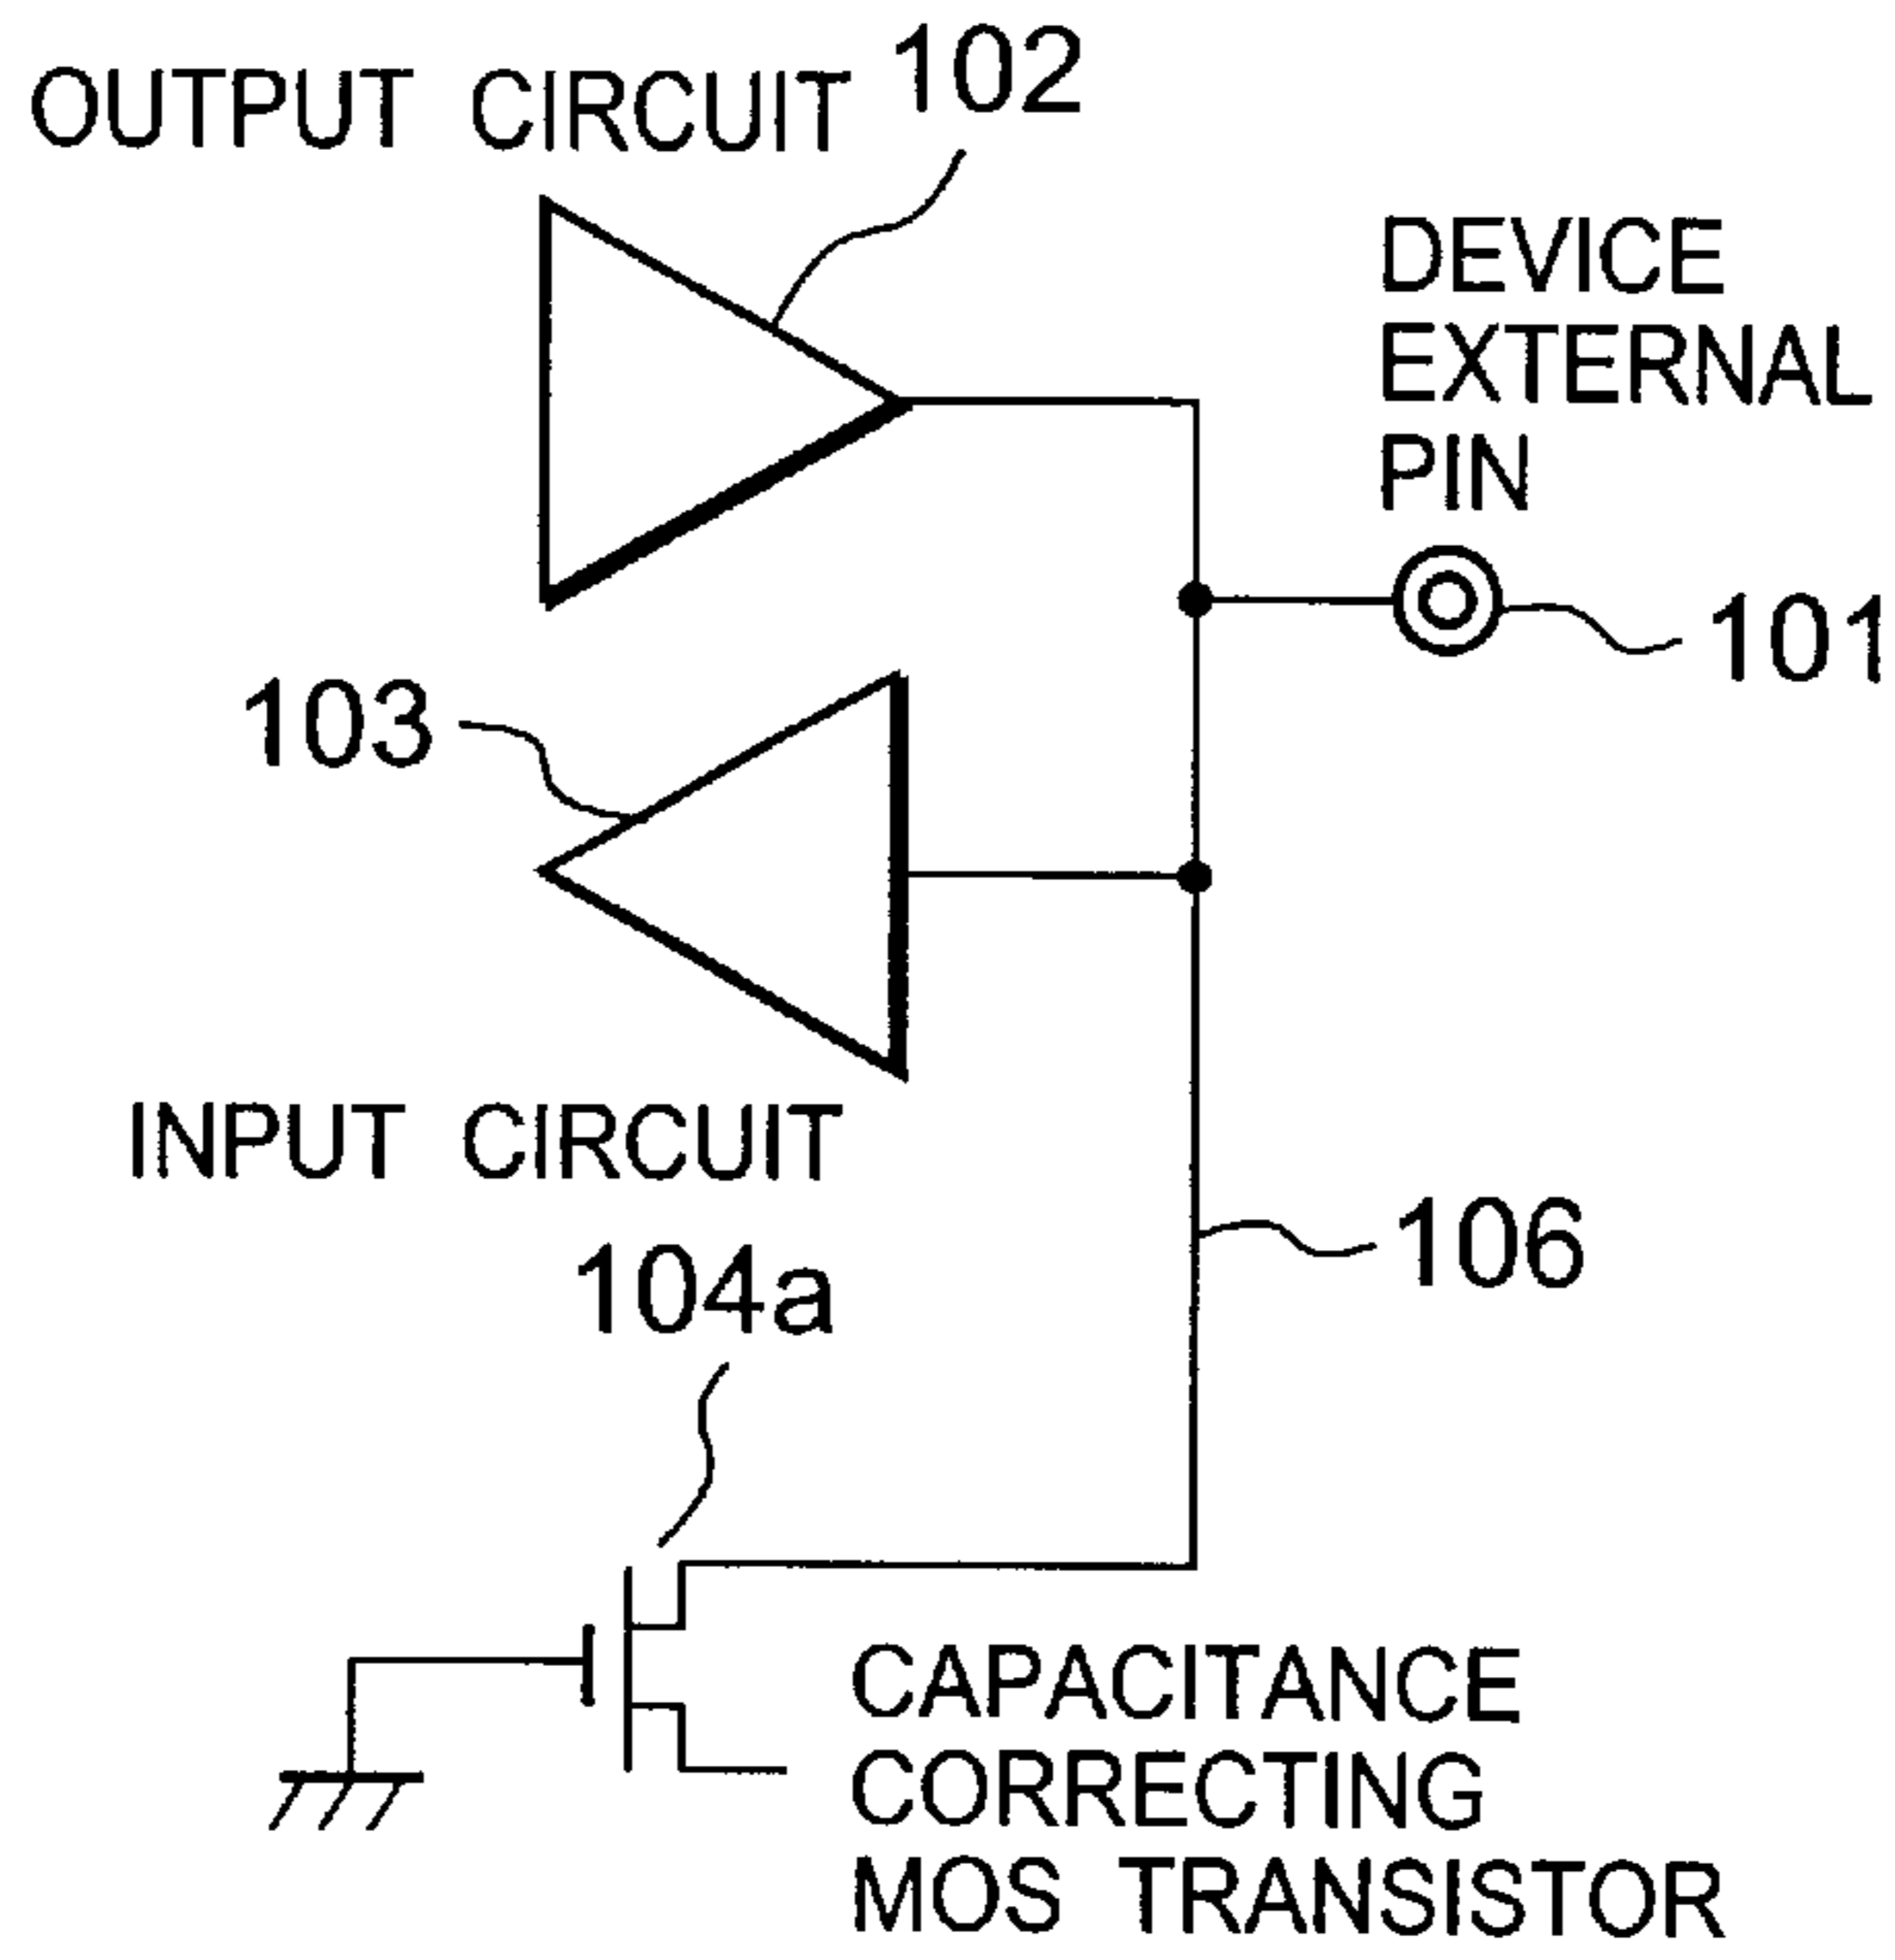 OUTPUT CIRCUIT
102
DEVICE
EXTERNAL
PIN
101
103
INPUT CIRCUIT
106
104a
CAPACITANCE
CORRECTING
MOS TRANSISTOR